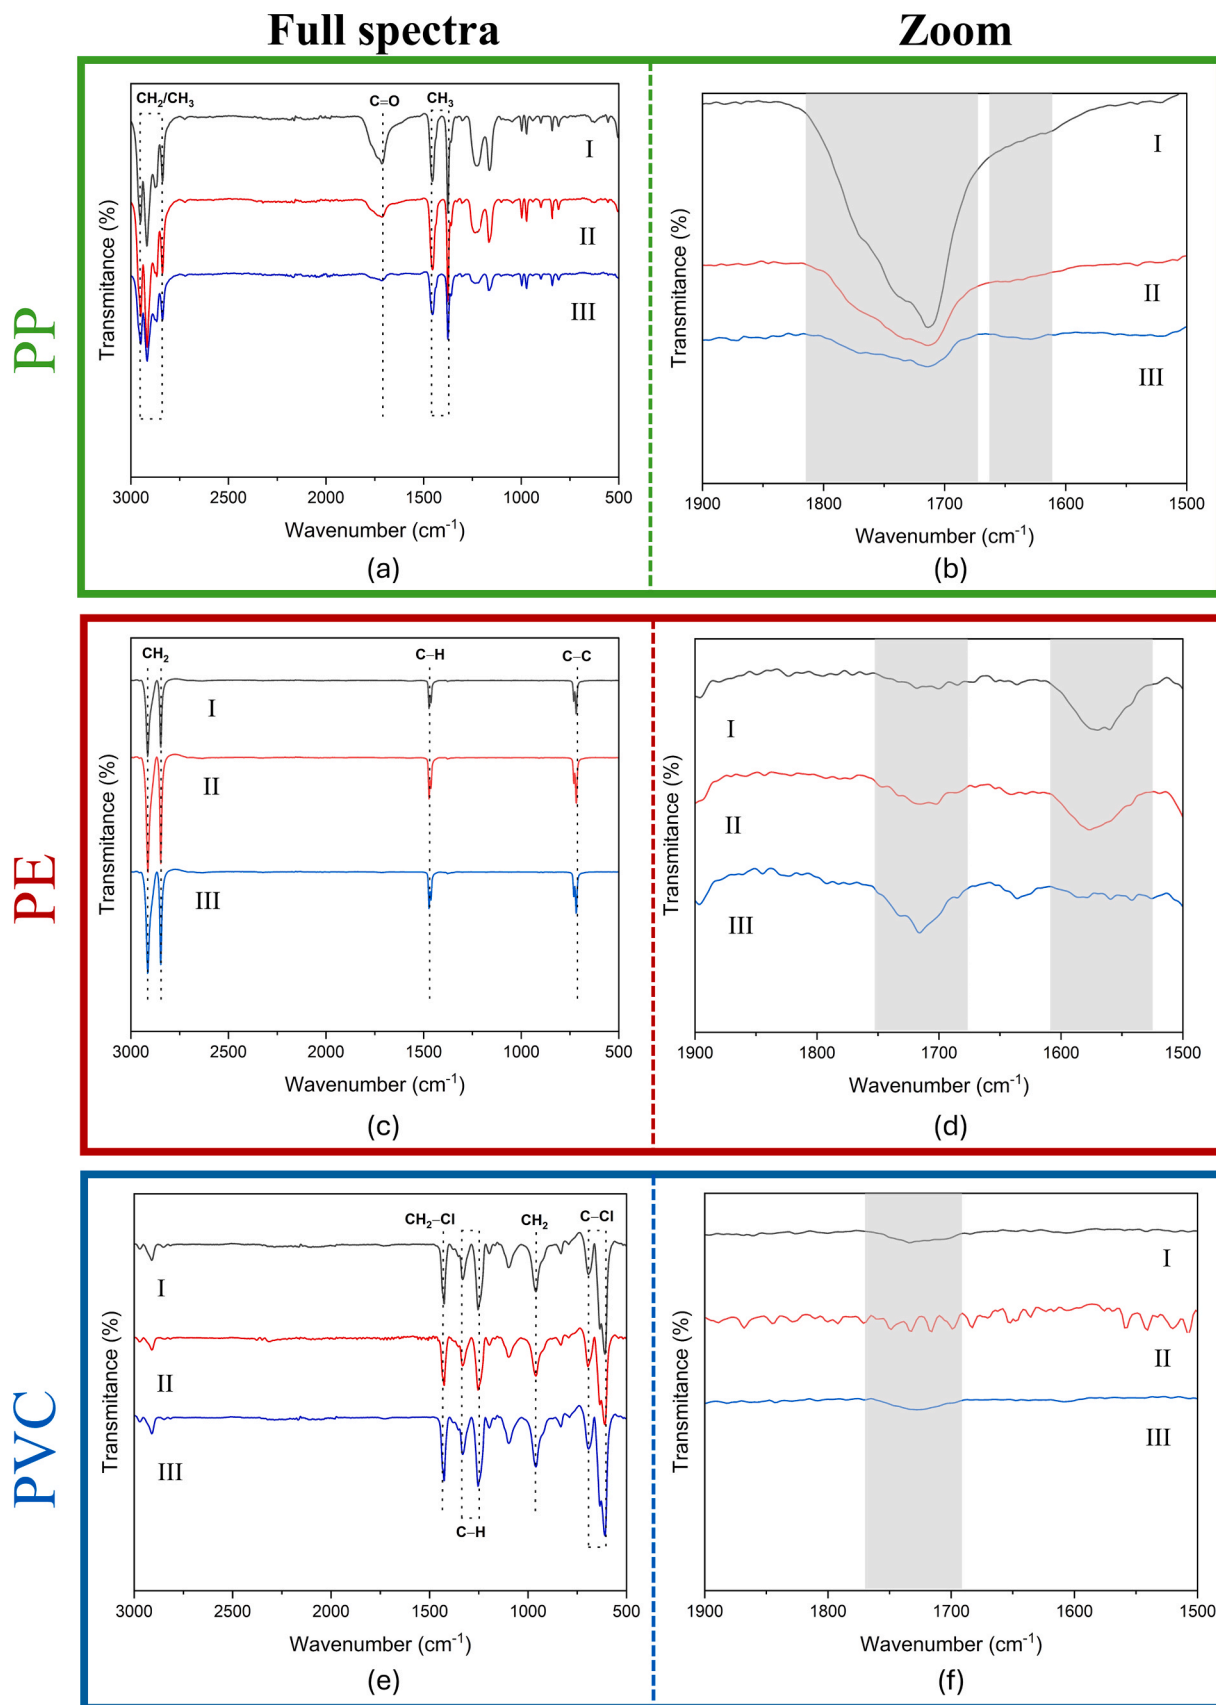 Full spectra
Zoom
PP
CH₂/CH₃
C=O
CH₃
I
II
III
Transmitance (%)
3000 2500 2000 1500 1000 500
Wavenumber (cm⁻¹)
(a)
I
II
III
Transmitance (%)
1900 1800 1700 1600 1500
Wavenumber (cm⁻¹)
(b)
PE
CH₂
C–H
C–C
I
II
III
Transmitance (%)
3000 2500 2000 1500 1000 500
Wavenumber (cm⁻¹)
(c)
I
II
III
Transmitance (%)
1900 1800 1700 1600 1500
Wavenumber (cm⁻¹)
(d)
PVC
CH₂–Cl
CH₂
C–Cl
I
II
III
C–H
Transmitance (%)
3000 2500 2000 1500 1000 500
Wavenumber (cm⁻¹)
(e)
I
II
III
Transmitance (%)
1900 1800 1700 1600 1500
Wavenumber (cm⁻¹)
(f)